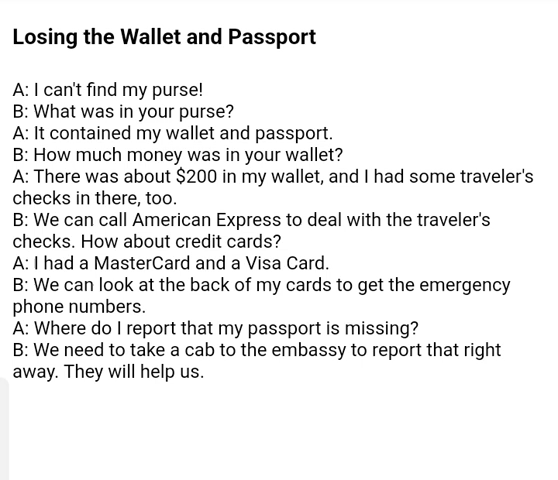 Losing the Wallet and Passport
A: I can't find my purse!
B: What was in your purse?
A: It contained my wallet and passport.
B: How much money was in your wallet?
A: There was about $200 in my wallet, and I had some traveler's
checks in there, too.
B: We can call American Express to deal with the traveler's
checks. How about credit cards?
A: I had a MasterCard and a Visa Card.
B: We can look at the back of my cards to get the emergency
phone numbers.
A: Where do I report that my passport is missing?
B: We need to take a cab to the embassy to report that right
away. They will help us.